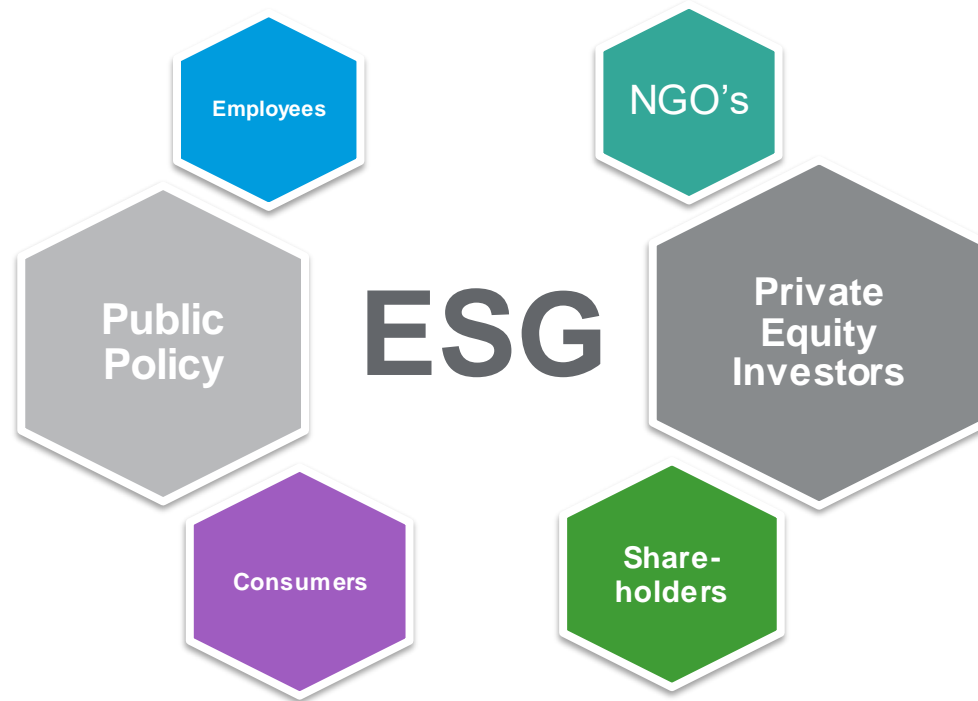 Employees
NGO’s
Public
Policy
ESG
Private
Equity
Investors
Consumers
Share-
holders